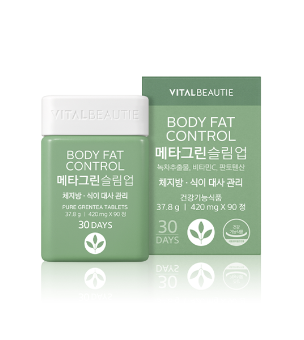 VITALBEAUTIE
BODY FAT
CONTROL
메타그린슬림업
체지방 · 식이 대사 관리
PURE GREENTEA TABLETS
37.8 g | 420 mg X 90 정
30 DAYS
VITALBEAUTIE
BODY FAT
CONTROL
메타그린슬림업
녹차추출물, 비타민C, 판토텐산
체지방 · 식이 대사 관리
건강기능식품
37.8 g | 420 mg X 90 정
30
DAYS